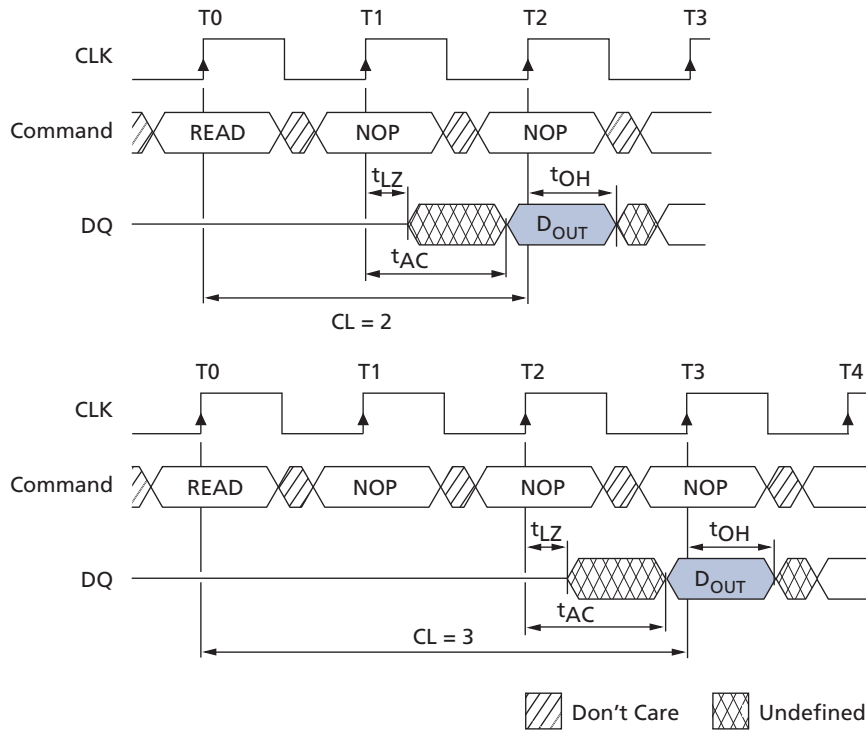 T0 T1 T2 T3
CLK
Command READ NOP NOP
tLZ tOH
DQ DOUT
tAC
CL = 2
T0 T1 T2 T3 T4
CLK
Command READ NOP NOP NOP
tLZ tOH
DQ DOUT
tAC
CL = 3
Don't Care Undefined